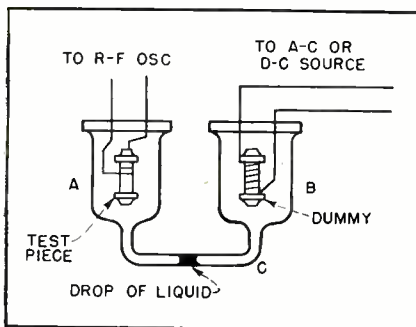 TO R-F OSC
TO A-C OR
D-C SOURCE
A
B
TEST
PIECE
DUMMY
C
DROP OF LIQUID